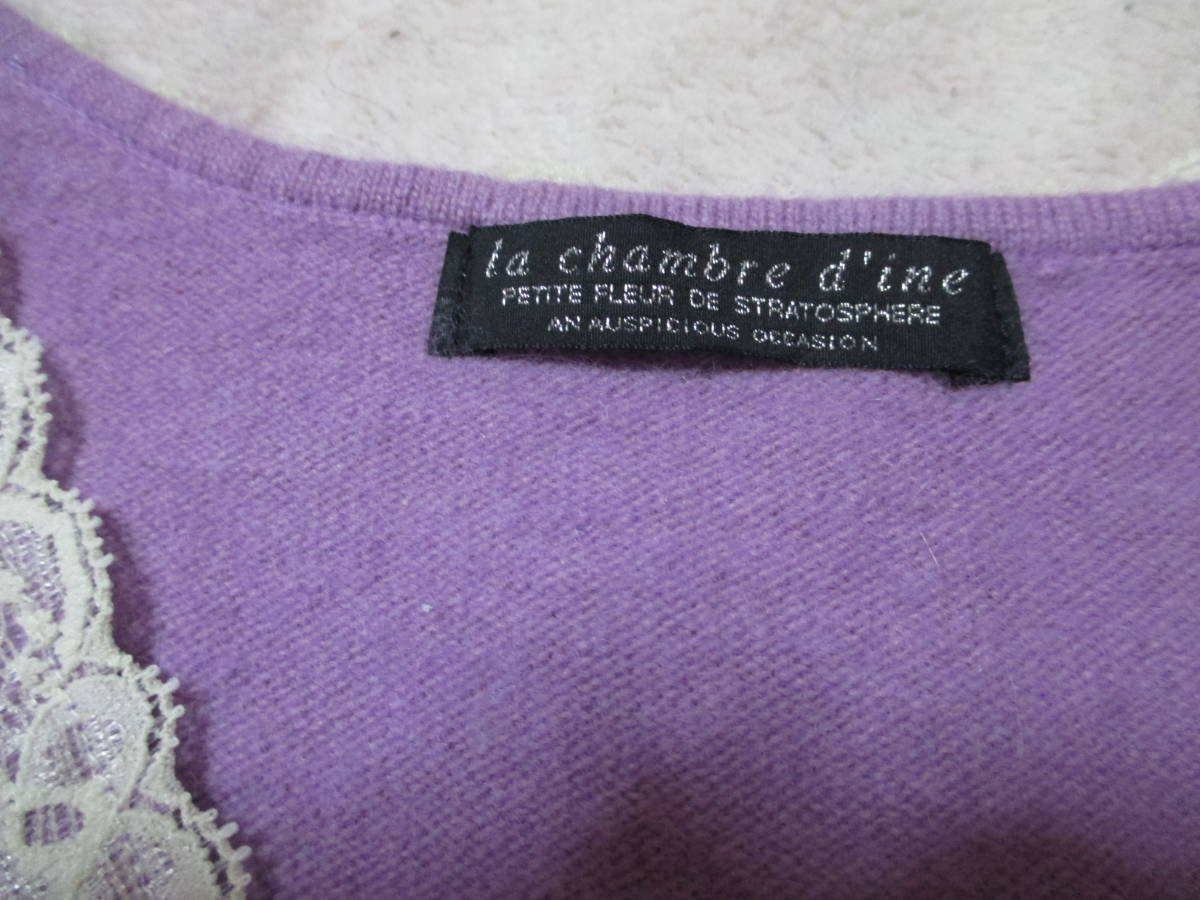 la chambre d'ine
PETITE FLEUR DE STRATOSPHERE
AN AUSPICIOUS OCCASION